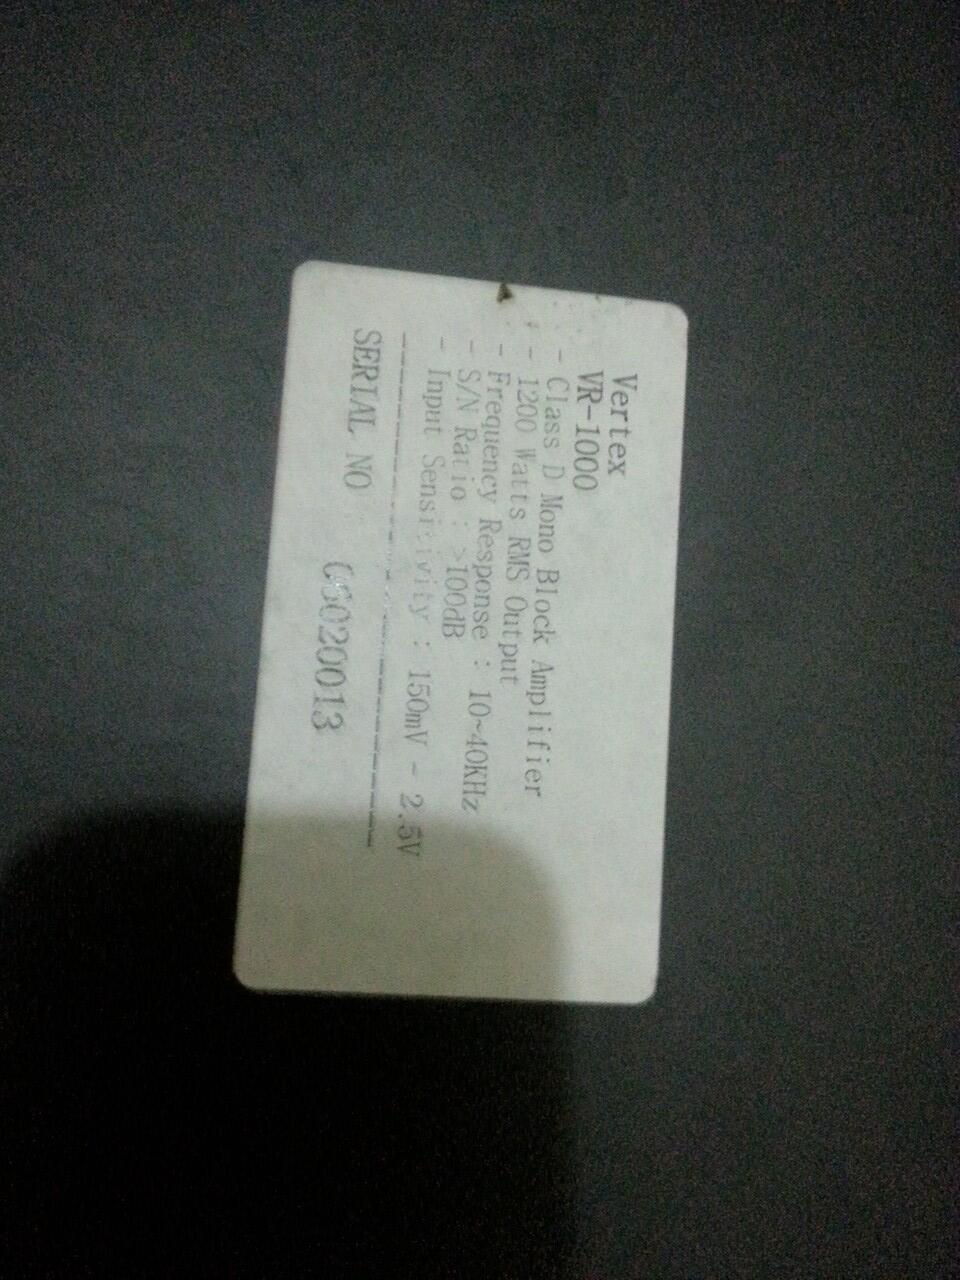 Vertex
VR-1000
- Class D Mono Block Amplifier
- 1200 Watts RMS Output
- Frequency Response : 10~40KHz
- S/N Ratio : >100dB
- Input Sensitivity : 150mV - 2.5V
SERIAL NO 06020013